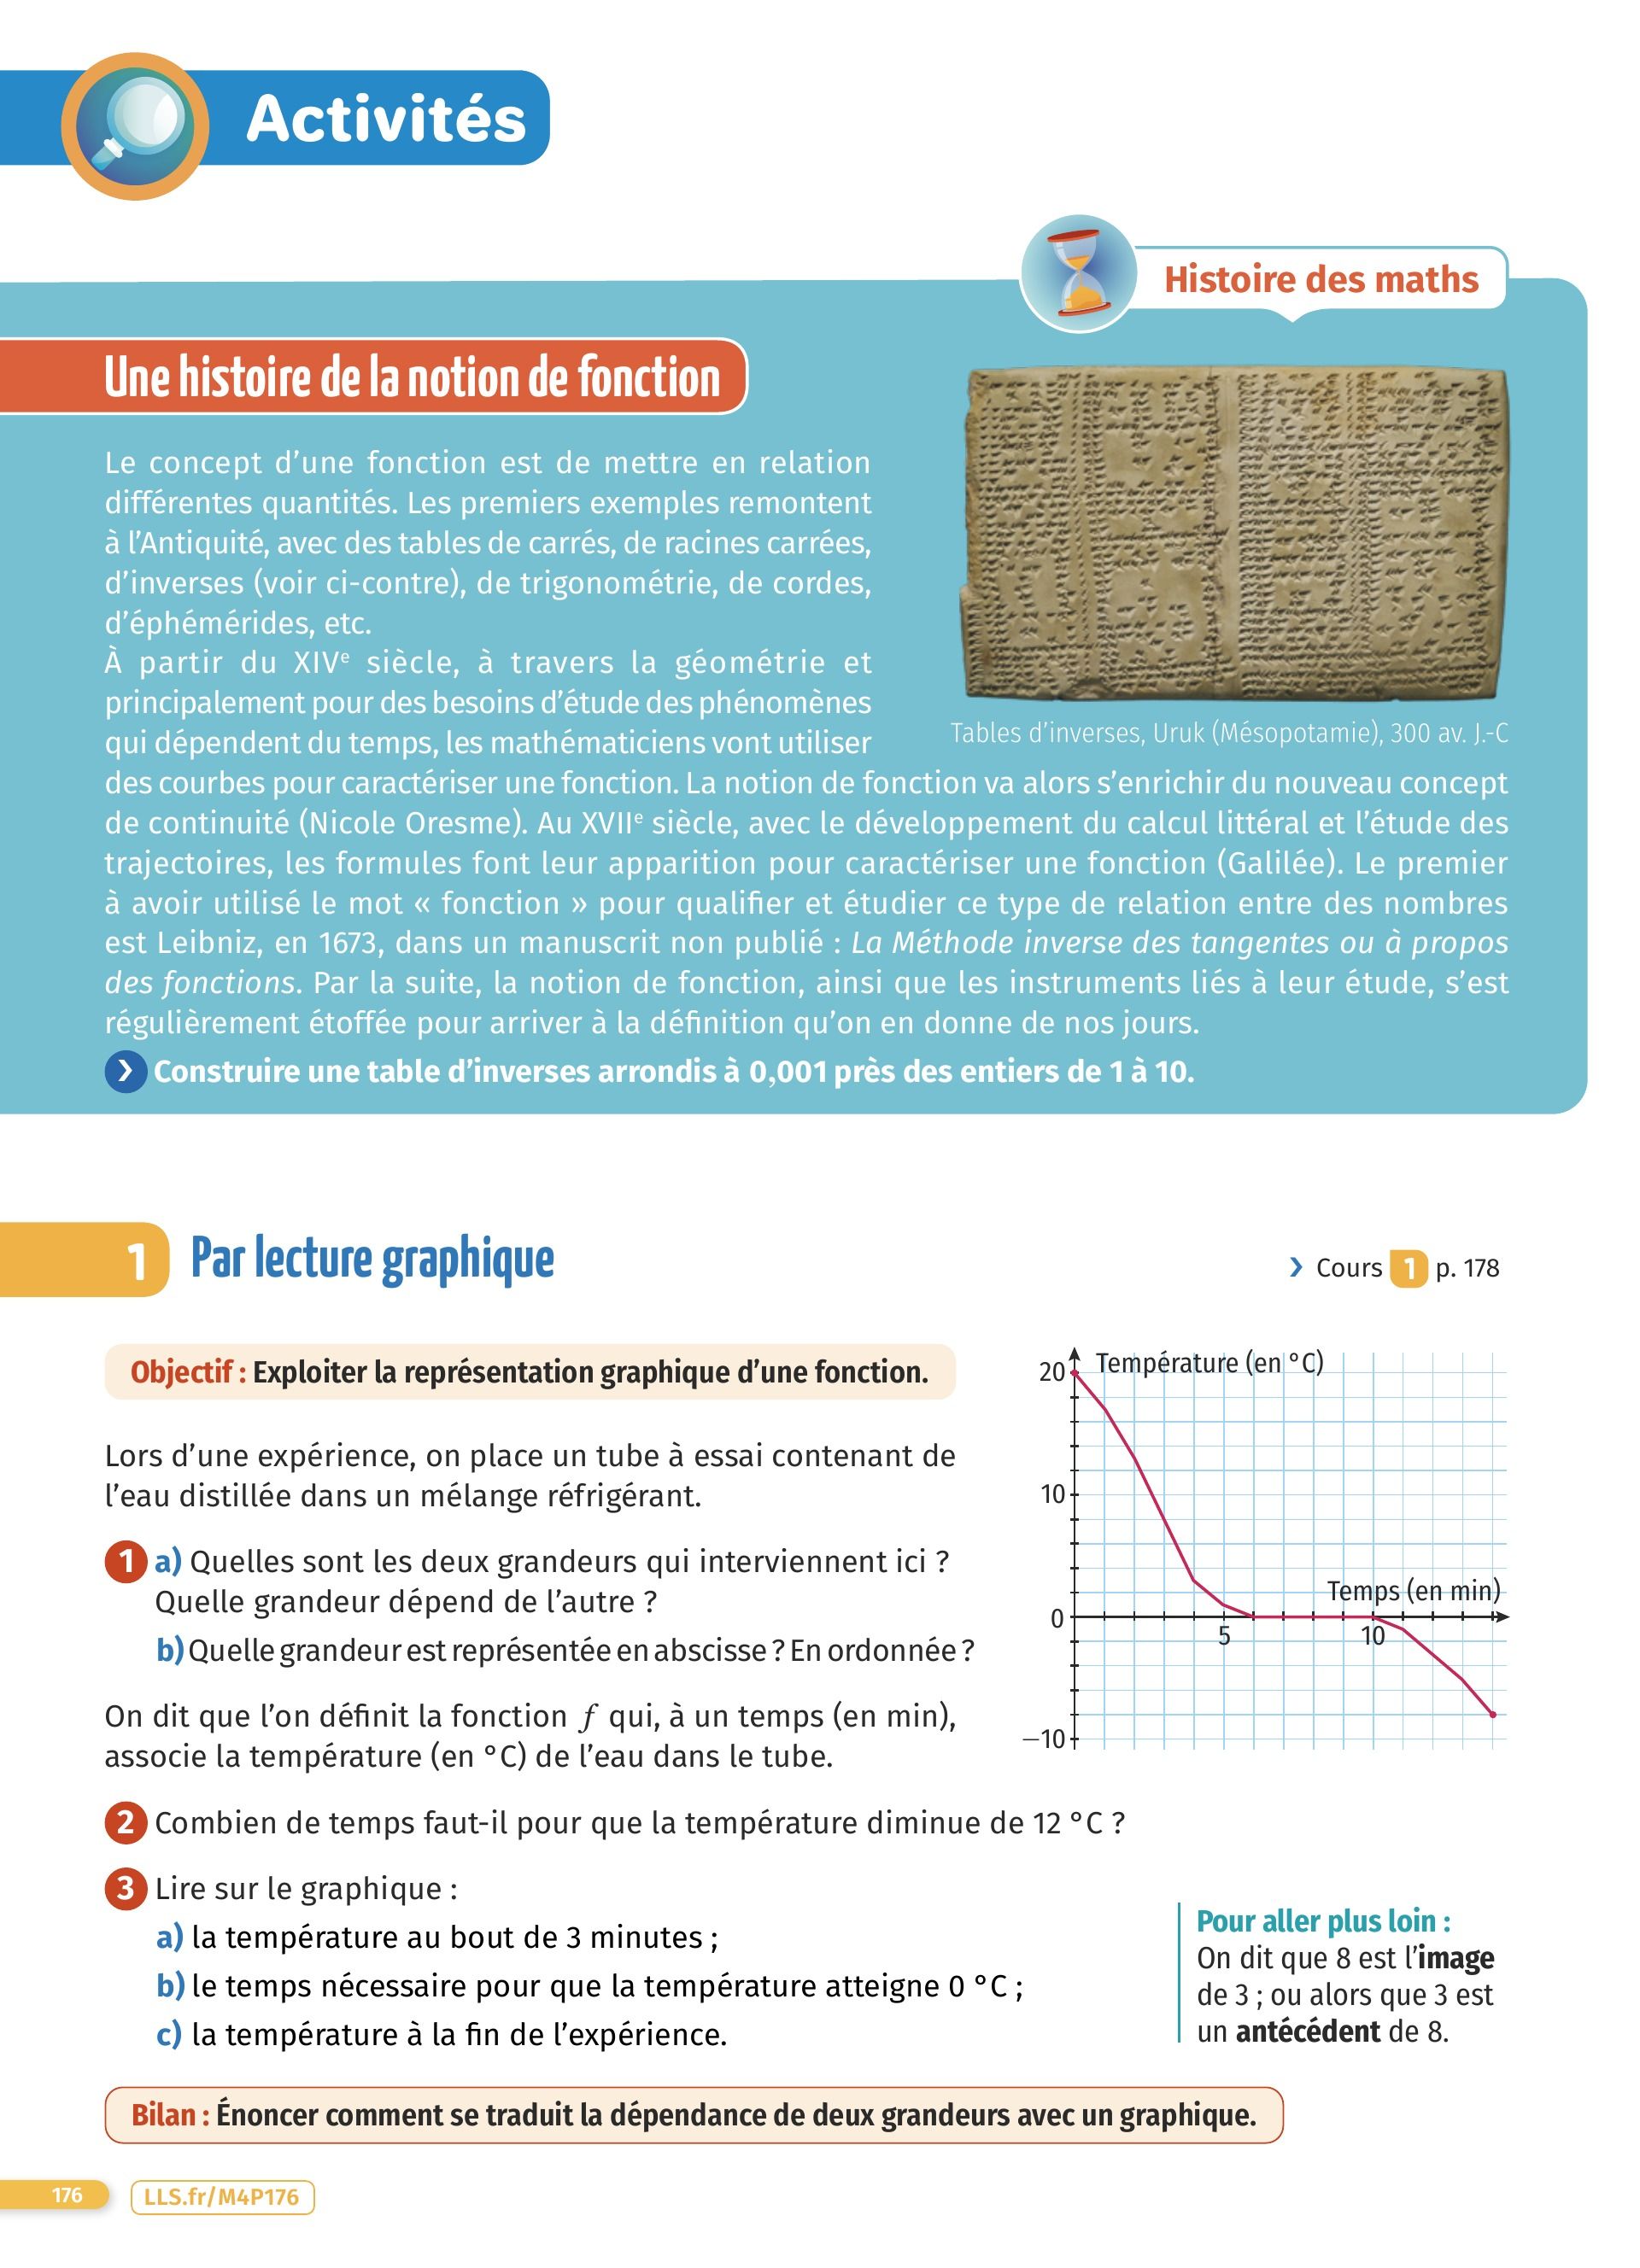 Activités
Histoire des maths
Une histoire de la notion de fonction
Le concept d’une fonction est de mettre en relation
différentes quantités. Les premiers exemples remontent
à l’Antiquité, avec des tables de carrés, de racines carrées,
d’inverses (voir ci-contre), de trigonométrie, de cordes,
d’éphémérides, etc.
À partir du XIVe siècle, à travers la géométrie et
principalement pour des besoins d’étude des phénomènes
qui dépendent du temps, les mathématiciens vont utiliser
Tables d’inverses, Uruk (Mésopotamie), 300 av. J.-C
des courbes pour caractériser une fonction. La notion de fonction va alors s’enrichir du nouveau concept
de continuité (Nicole Oresme). Au XVIIe siècle, avec le développement du calcul littéral et l’étude des
trajectoires, les formules font leur apparition pour caractériser une fonction (Galilée). Le premier
à avoir utilisé le mot « fonction » pour qualifier et étudier ce type de relation entre des nombres
est Leibniz, en 1673, dans un manuscrit non publié : La Méthode inverse des tangentes ou à propos
des fonctions. Par la suite, la notion de fonction, ainsi que les instruments liés à leur étude, s’est
régulièrement étoffée pour arriver à la définition qu’on en donne de nos jours.
Construire une table d’inverses arrondis à 0,001 près des entiers de 1 à 10.
1 Par lecture graphique
Cours 1 p. 178
Objectif : Exploiter la représentation graphique d’une fonction.
Lors d’une expérience, on place un tube à essai contenant de
l’eau distillée dans un mélange réfrigérant.
1 a) Quelles sont les deux grandeurs qui interviennent ici ?
Quelle grandeur dépend de l’autre ?
b) Quelle grandeur est représentée en abscisse ? En ordonnée ?
On dit que l’on définit la fonction f qui, à un temps (en min),
associe la température (en °C) de l’eau dans le tube.
20
Température (en °C)
10
Temps (en min)
0
5
10
−10
2 Combien de temps faut-il pour que la température diminue de 12 °C ?
3 Lire sur le graphique :
a) la température au bout de 3 minutes ;
b) le temps nécessaire pour que la température atteigne 0 °C ;
c) la température à la fin de l’expérience.
Pour aller plus loin :
On dit que 8 est l’image
de 3 ; ou alors que 3 est
un antécédent de 8.
Bilan : Énoncer comment se traduit la dépendance de deux grandeurs avec un graphique.
176
LLS.fr/M4P176